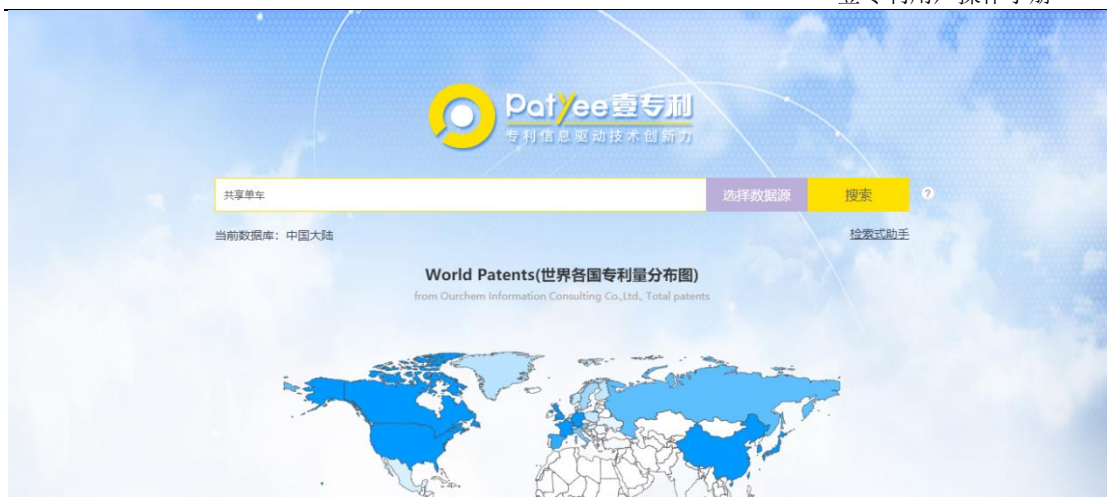 Patyee壹专利
专利信息驱动技术创新力
共享单车 选择数据源 搜索 ?
当前数据库：中国大陆 检索式助手
World Patents(世界各国专利量分布图)
from Ourchem Information Consulting Co.,Ltd., Total patents